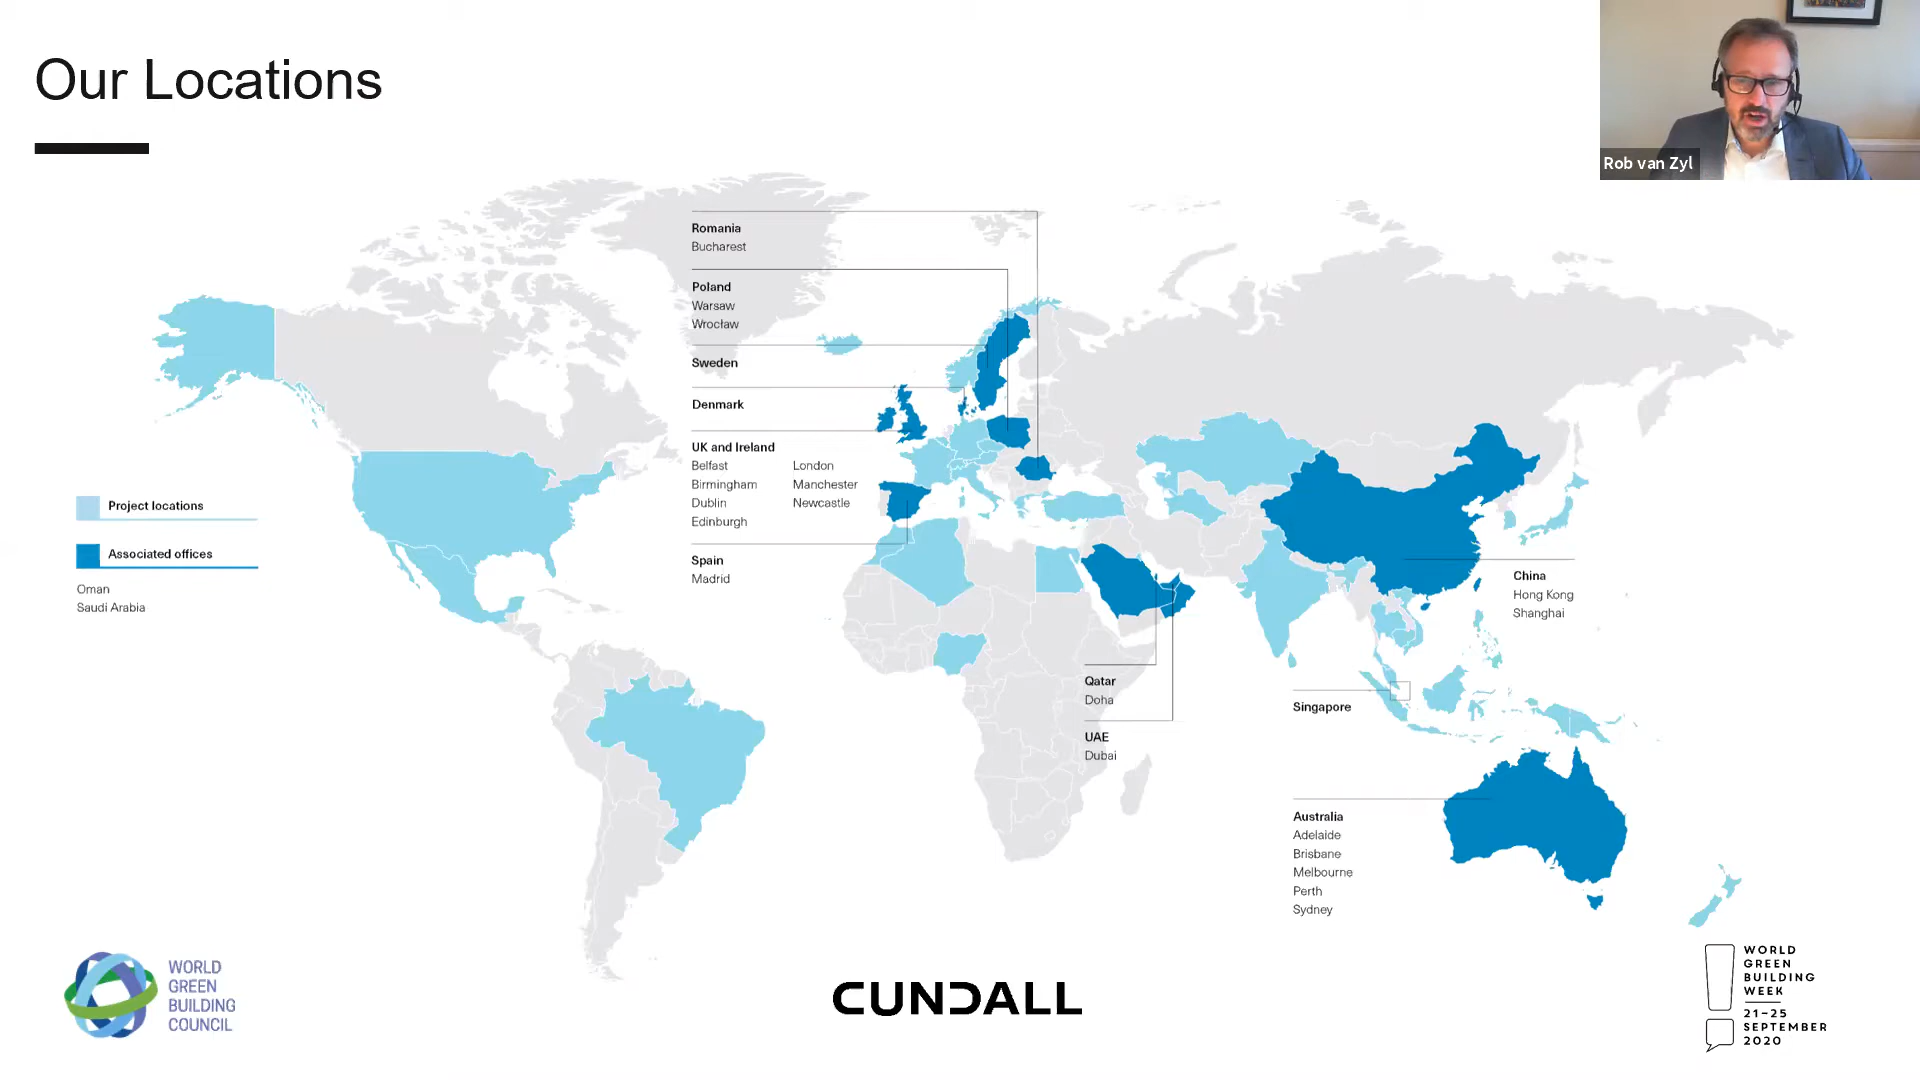 Our Locations
Rob van Zyl
Romania
Bucharest
Poland
Warsaw
Wrocław
Sweden
Denmark
UK and Ireland
Belfast London
Birmingham Manchester
Dublin Newcastle
Edinburgh
Spain
Madrid
Project locations
Associated offices
Oman
Saudi Arabia
China
Hong Kong
Shanghai
Qatar
Doha
UAE
Dubai
Singapore
Australia
Adelaide
Brisbane
Melbourne
Perth
Sydney
WORLD
GREEN
BUILDING
COUNCIL
CUNDALL
WORLD
GREEN
BUILDING
WEEK
21–25
SEPTEMBER
2020